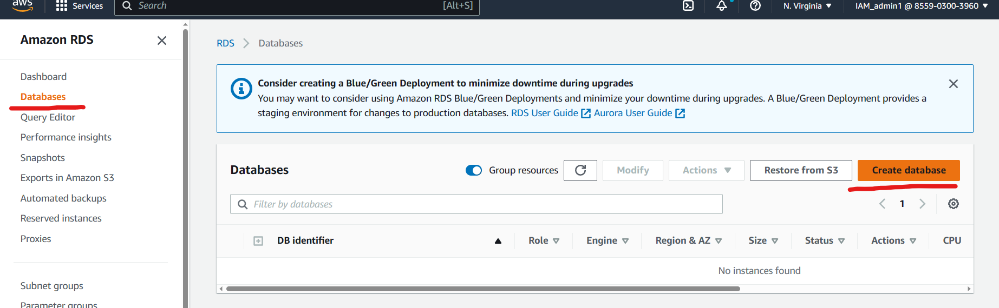 aws
Services
Search
[Alt+S]
N. Virginia
IAM_admin1 @ 8559-0300-3960
Amazon RDS
Dashboard
Databases
Query Editor
Performance insights
Snapshots
Exports in Amazon S3
Automated backups
Reserved instances
Proxies
Subnet groups
Parameter groups
RDS
Databases
Consider creating a Blue/Green Deployment to minimize downtime during upgrades
You may want to consider using Amazon RDS Blue/Green Deployments and minimize your downtime during upgrades. A Blue/Green Deployment provides a
staging environment for changes to production databases. RDS User Guide Aurora User Guide
Databases
Group resources
Modify
Actions
Restore from S3
Create database
Filter by databases
1
DB identifier
Role
Engine
Region & AZ
Size
Status
Actions
CPU
No instances found